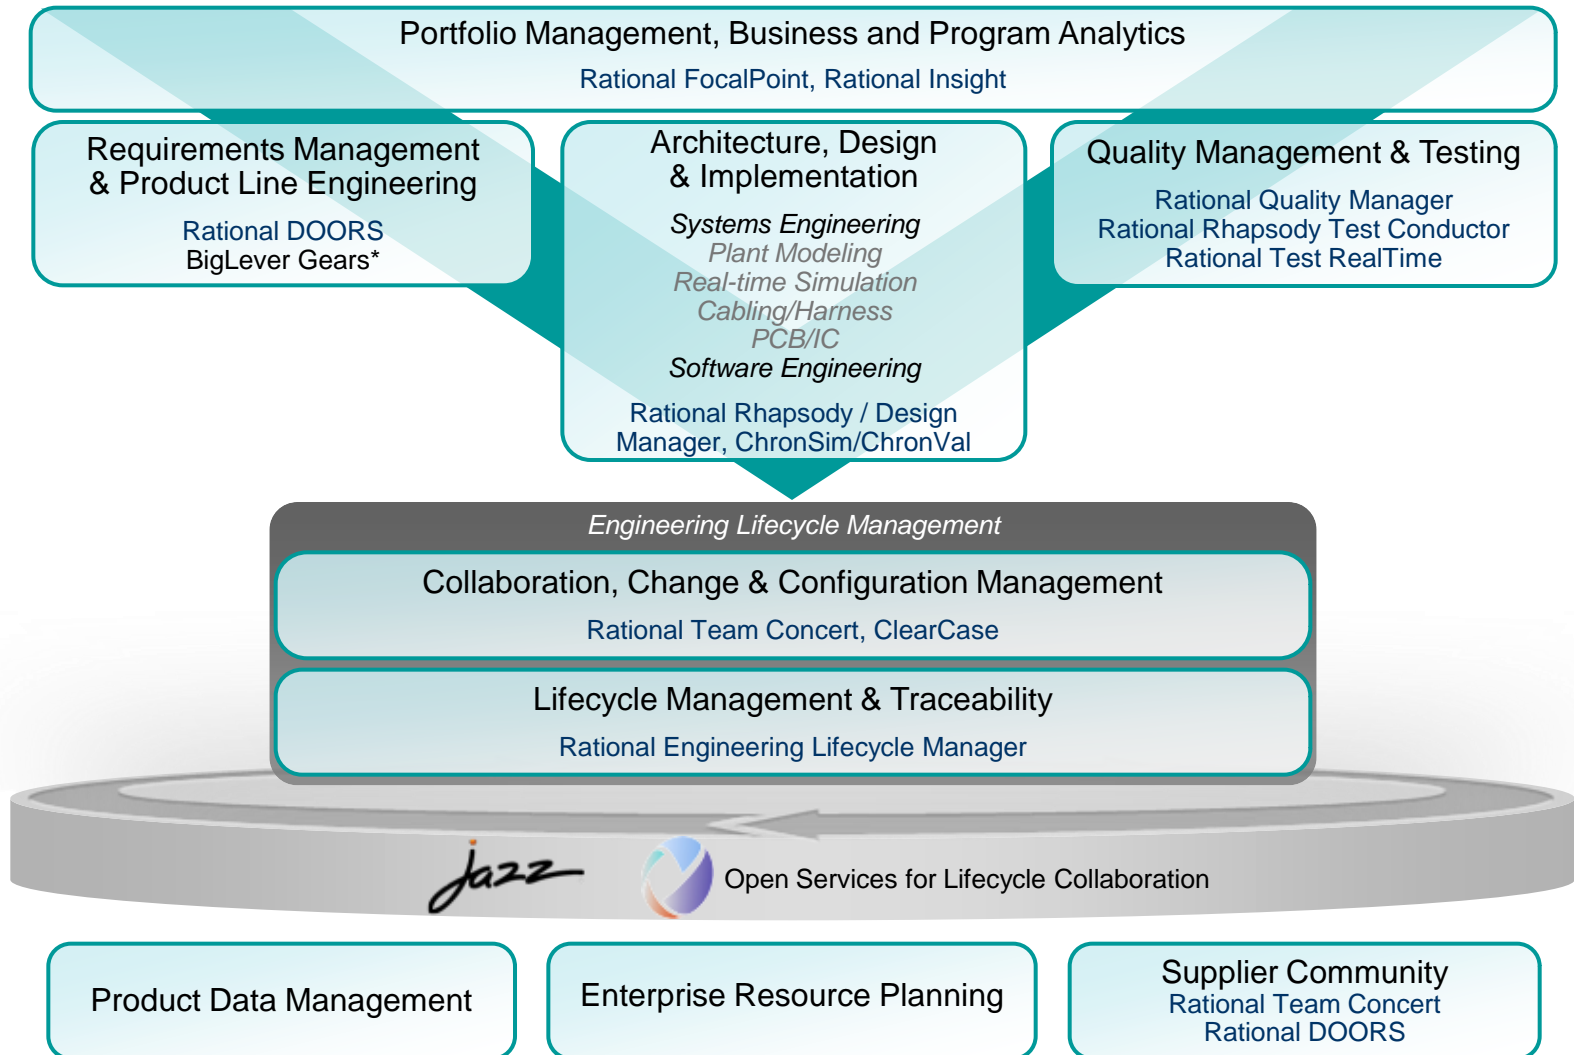 Portfolio Management, Business and Program Analytics
Rational FocalPoint, Rational Insight
Requirements Management
& Product Line Engineering
Rational DOORS
BigLever Gears*
Architecture, Design
& Implementation
Systems Engineering
Plant Modeling
Real-time Simulation
Cabling/Harness
PCB/IC
Software Engineering
Rational Rhapsody / Design
Manager, ChronSim/ChronVal
Quality Management & Testing
Rational Quality Manager
Rational Rhapsody Test Conductor
Rational Test RealTime
Engineering Lifecycle Management
Collaboration, Change & Configuration Management
Rational Team Concert, ClearCase
Lifecycle Management & Traceability
Rational Engineering Lifecycle Manager
jazz
Open Services for Lifecycle Collaboration
Product Data Management
Enterprise Resource Planning
Supplier Community
Rational Team Concert
Rational DOORS